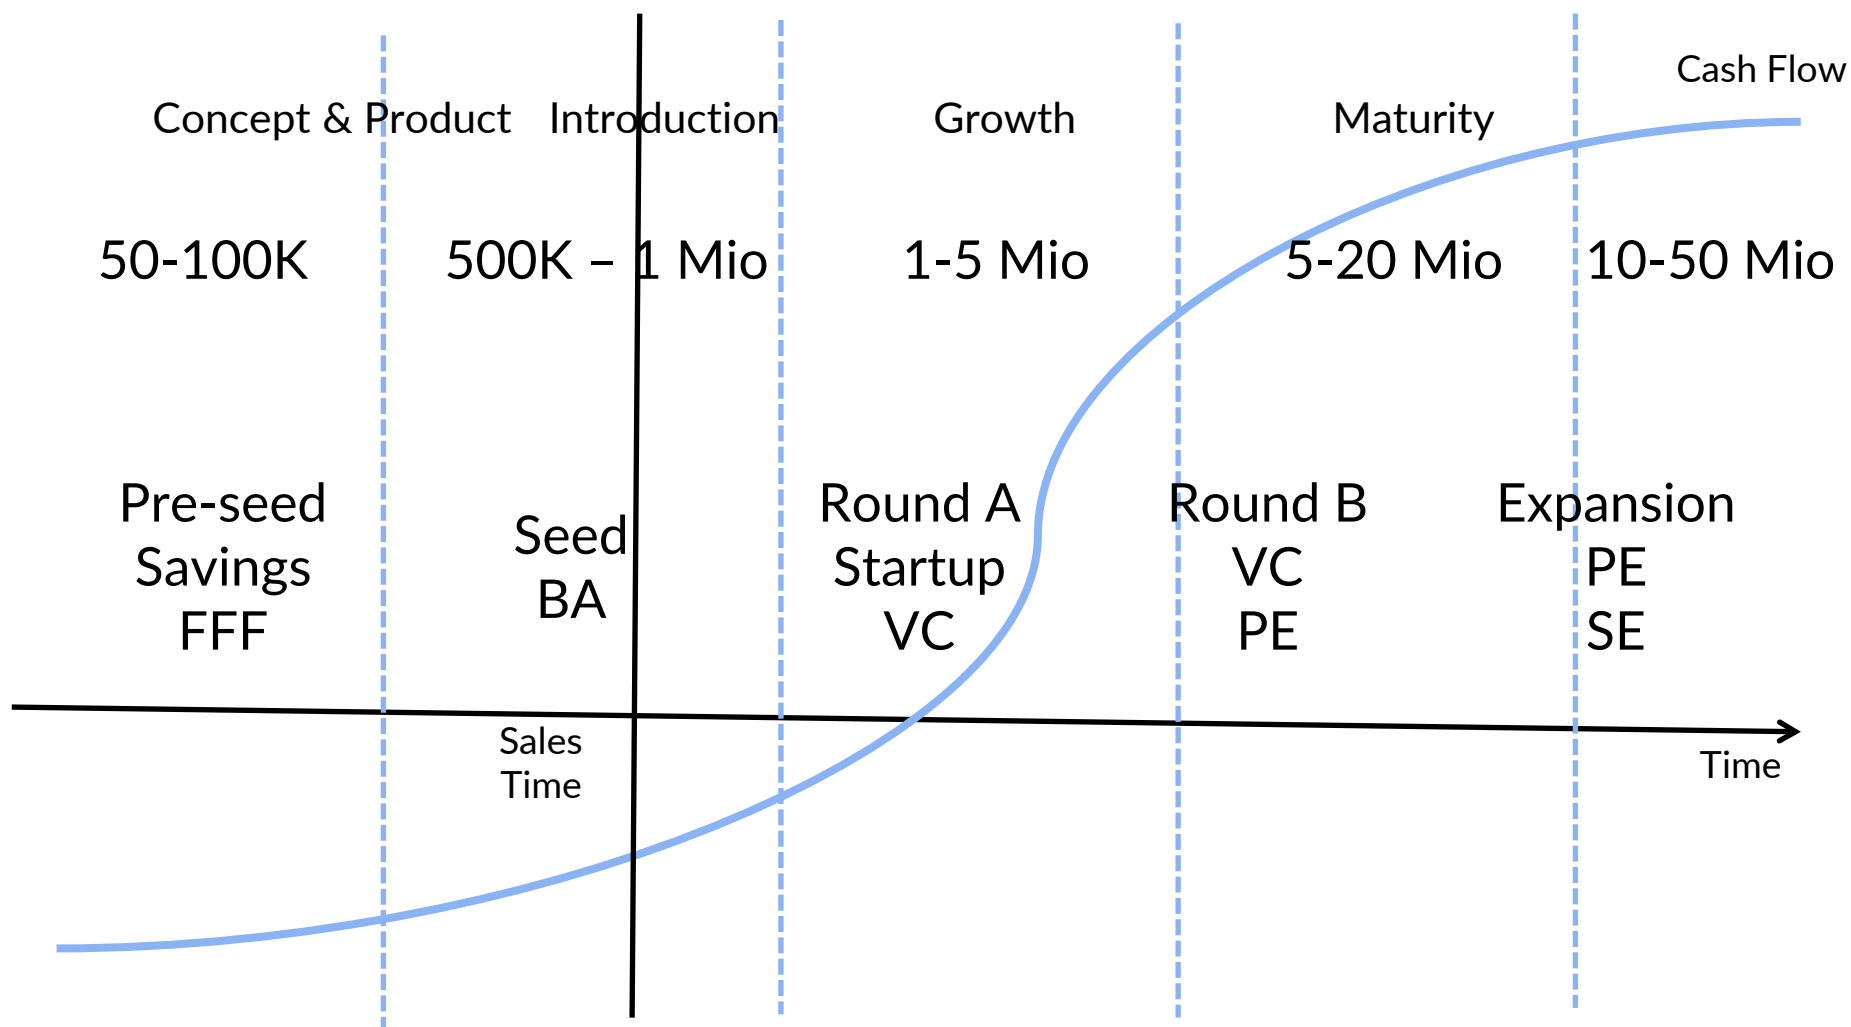 Cash Flow
Concept & Product
Introduction
Growth
Maturity
50-100K
500K – 1 Mio
1-5 Mio
5-20 Mio
10-50 Mio
Pre-seed
Savings
FFF
Seed
BA
Round A
Startup
VC
Round B
VC
PE
Expansion
PE
SE
Sales
Time
Time